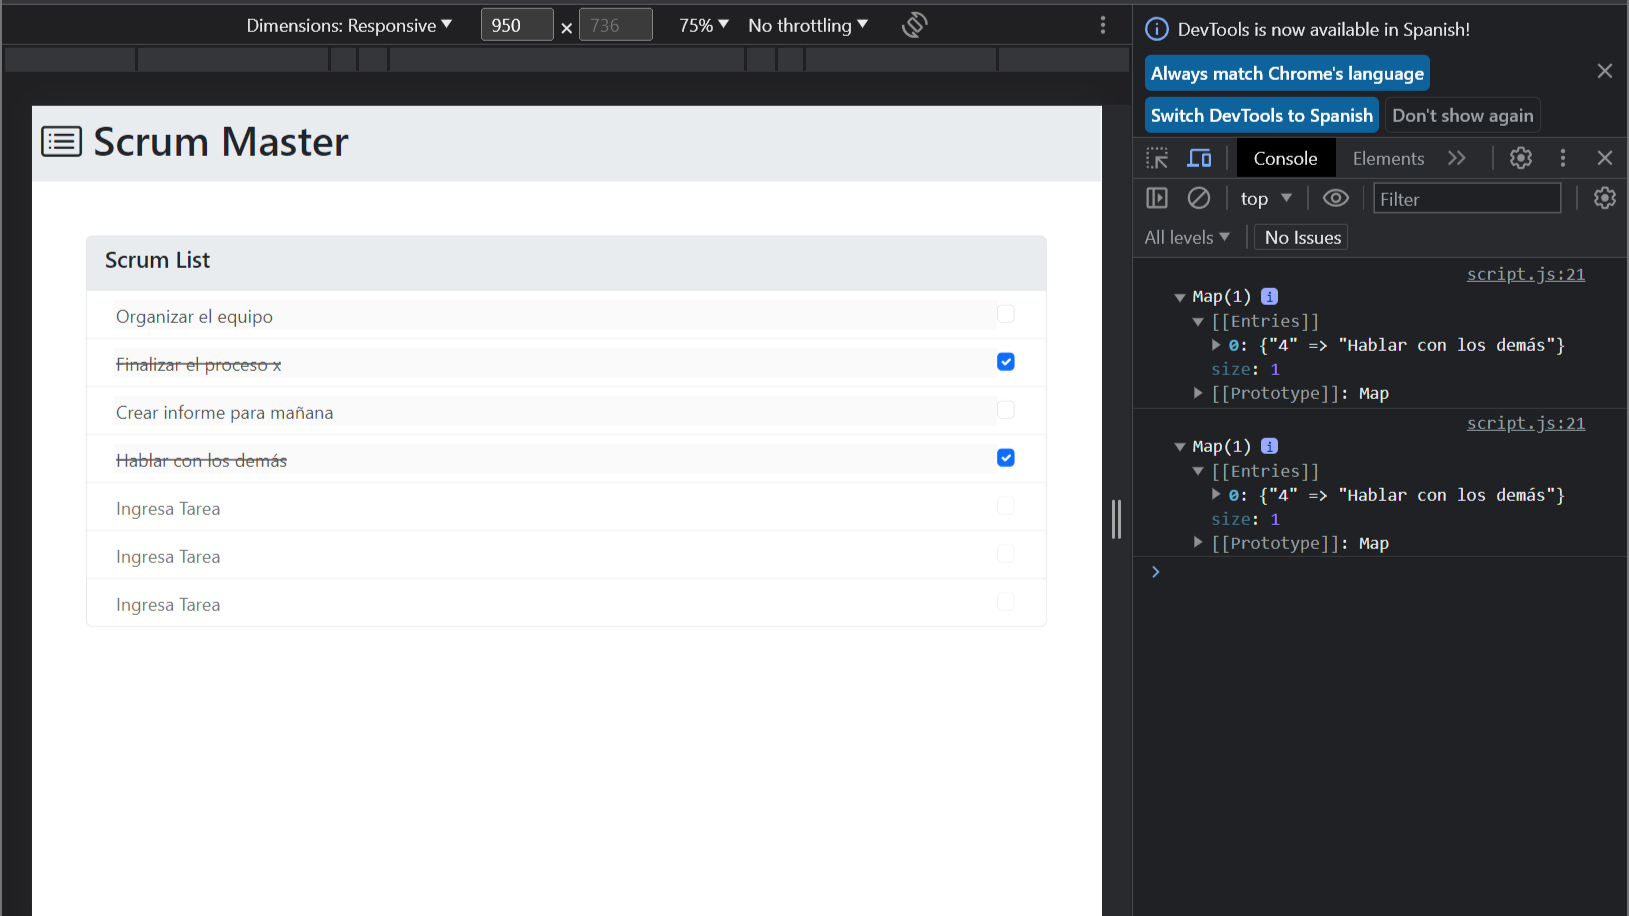 Dimensions: Responsive 950 × 736 75% No throttling
Scrum Master
Scrum List
Organizar el equipo
Finalizar el proceso x
Crear informe para mañana
Hablar con los demás
Ingresa Tarea
Ingresa Tarea
Ingresa Tarea
DevTools is now available in Spanish!
Always match Chrome's language
Switch DevTools to Spanish Don't show again
Console Elements
top Filter
All levels No Issues
script.js:21
Map(1) i
[[Entries]]
0: {"4" => "Hablar con los demás"}
size: 1
[[Prototype]]: Map
script.js:21
Map(1) i
[[Entries]]
0: {"4" => "Hablar con los demás"}
size: 1
[[Prototype]]: Map